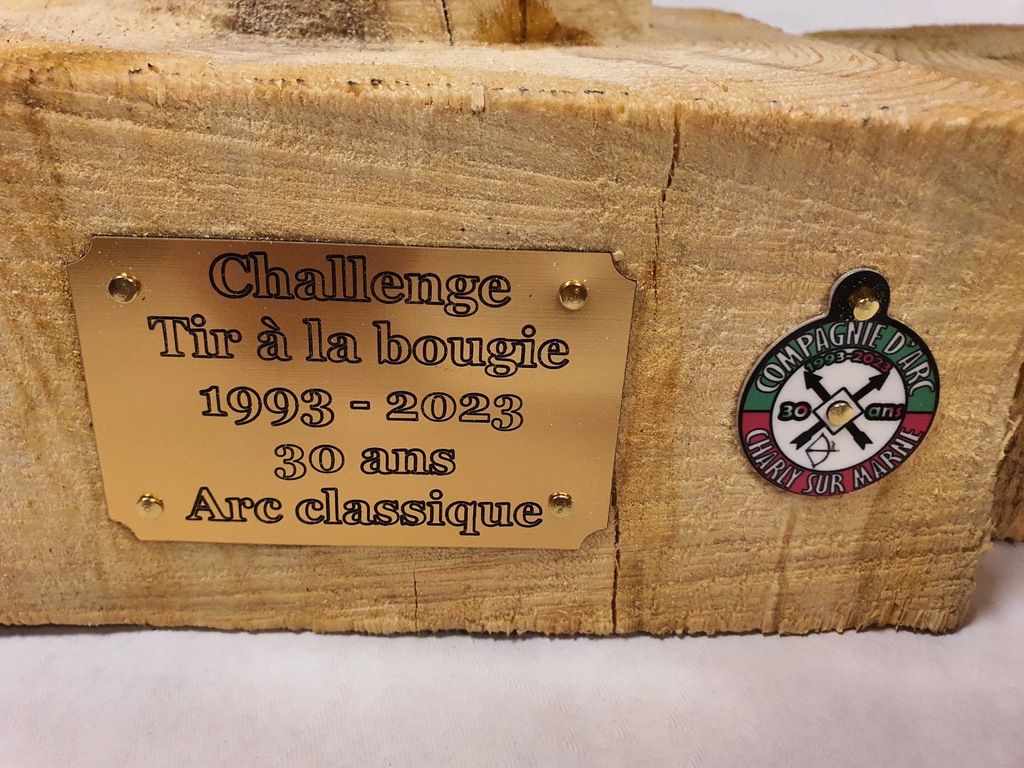 Challenge
Tir à la bougie
1993 - 2023
30 ans
Arc classique
COMPAGNIE D'ARC
1993-2023
30 ans
CHARLY SUR MARNE